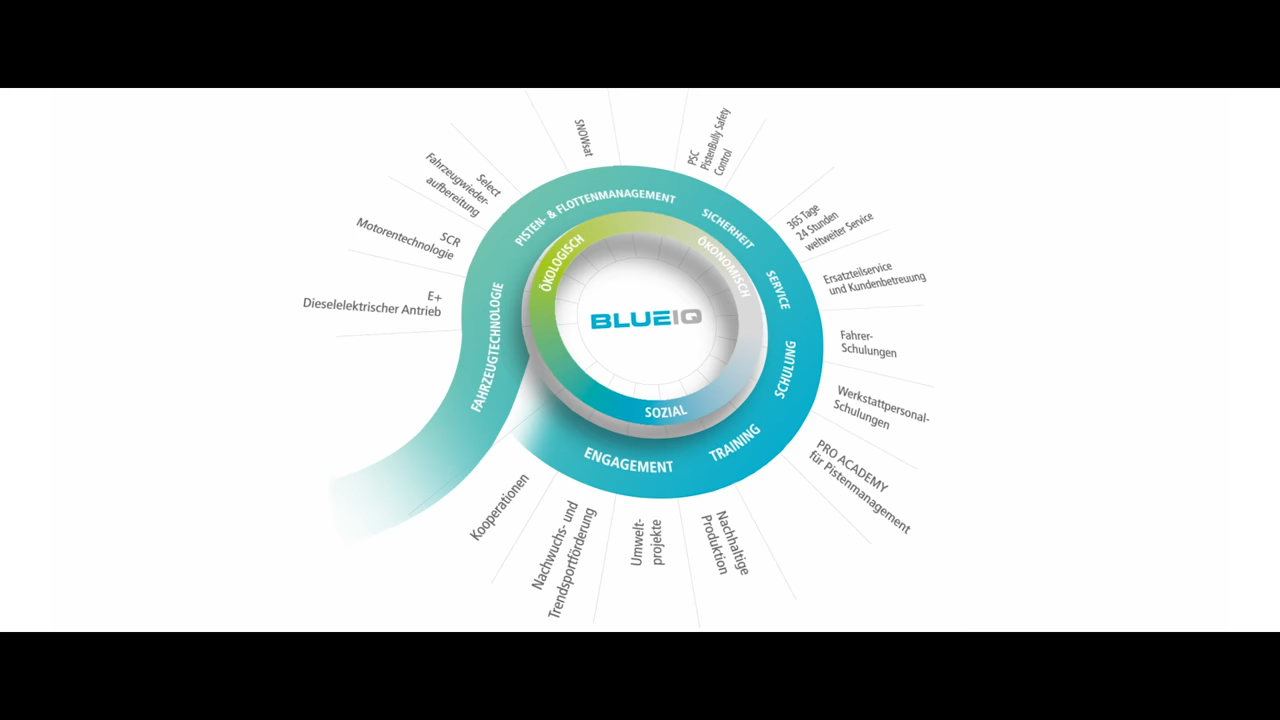 E+
Dieselelektrischer Antrieb
SCR
Motorentechnologie
Select
Fahrzeugwieder-
aufbereitung
SNOWsat
PSC
PistenBully Safety
Control
365 Tage
24 Stunden
weltweiter Service
Ersatzteilservice
und Kundenbetreuung
Fahrer-
Schulungen
Werkstattpersonal-
Schulungen
PRO ACADEMY
für Pistenmanagement
Nachhaltige
Produktion
Umwelt-
projekte
Nachwuchs- und
Trendsportförderung
Kooperationen
FAHRZEUGTECHNOLOGIE
PISTEN- & FLOTTENMANAGEMENT
SICHERHEIT
SERVICE
SCHULUNG
TRAINING
ENGAGEMENT
ÖKOLOGISCH
ÖKONOMISCH
SOZIAL
BLUEIQ